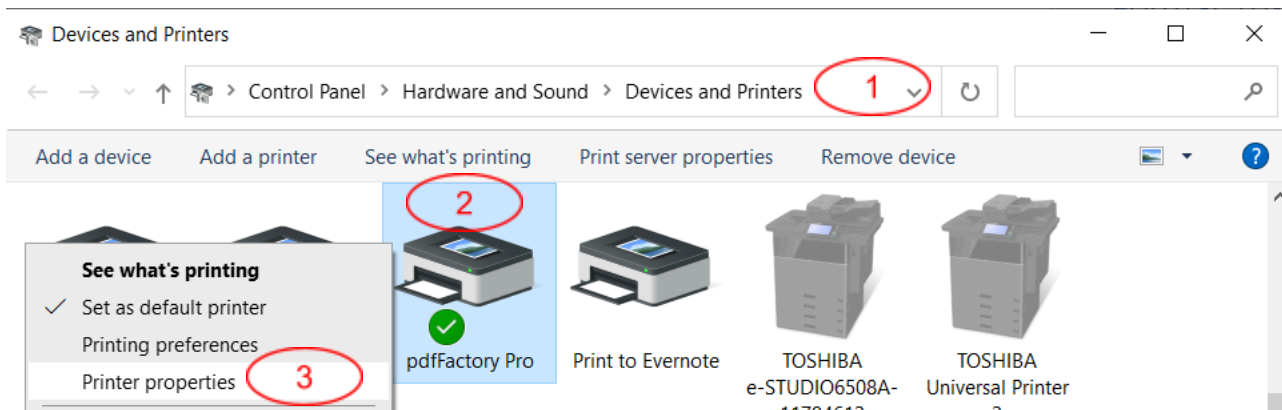 Devices and Printers
Control Panel > Hardware and Sound > Devices and Printers
1
Add a device Add a printer See what's printing Print server properties Remove device
2
See what's printing
Set as default printer
Printing preferences
Printer properties
3
pdfFactory Pro
Print to Evernote
TOSHIBA
e-STUDIO6508A-
TOSHIBA
Universal Printer